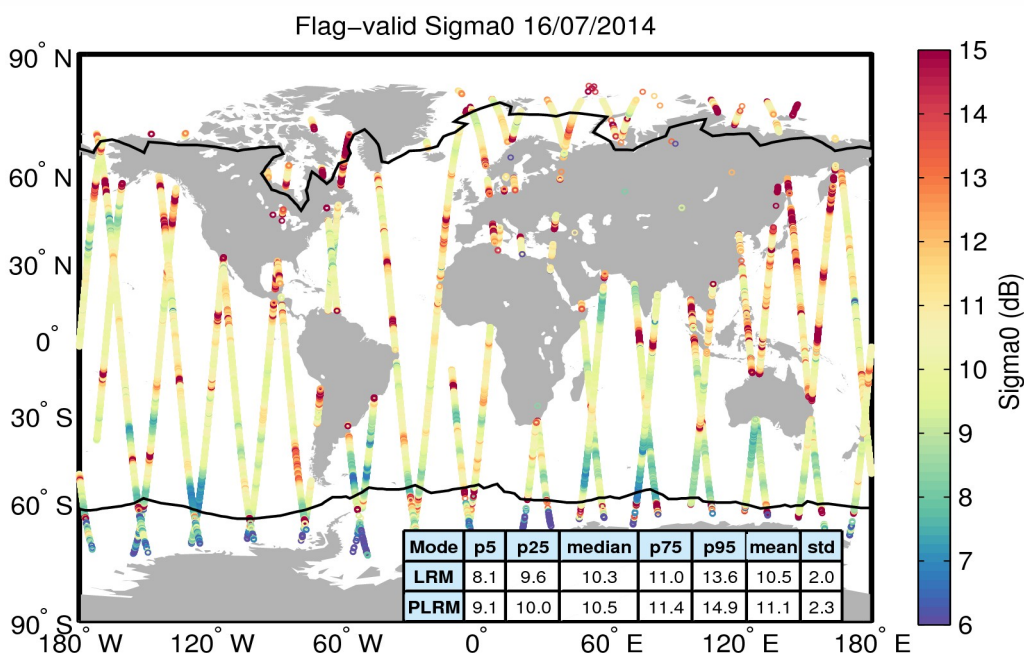 Flag−valid Sigma0 16/07/2014
90° N
60° N
30° N
0°
30° S
60° S
90° S
180° W 120° W 60° W 0° 60° E 120° E 180° E
Mode p5 p25 median p75 p95 mean std
LRM 8.1 9.6 10.3 11.0 13.6 10.5 2.0
PLRM 9.1 10.0 10.5 11.4 14.9 11.1 2.3
15
14
13
12
11
10
9
8
7
6
Sigma0 (dB)